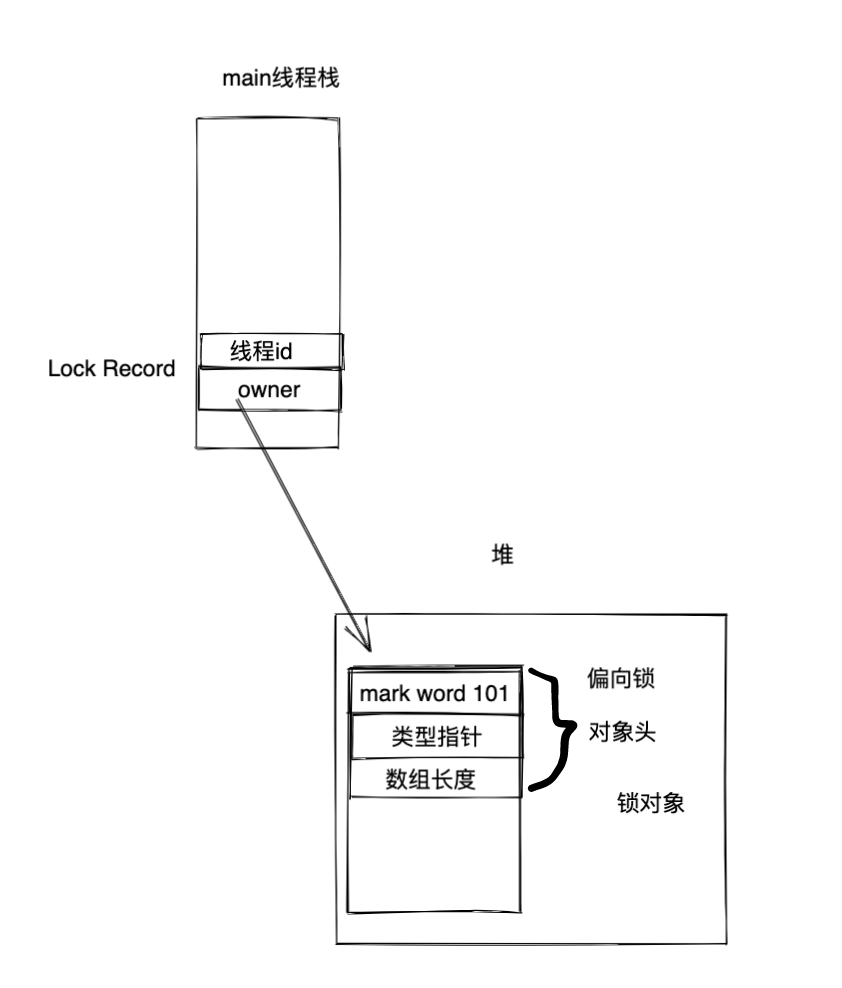 main线程栈
线程id
Lock Record
owner
堆
偏向锁
mark word 101
对象头
类型指针
数组长度
锁对象